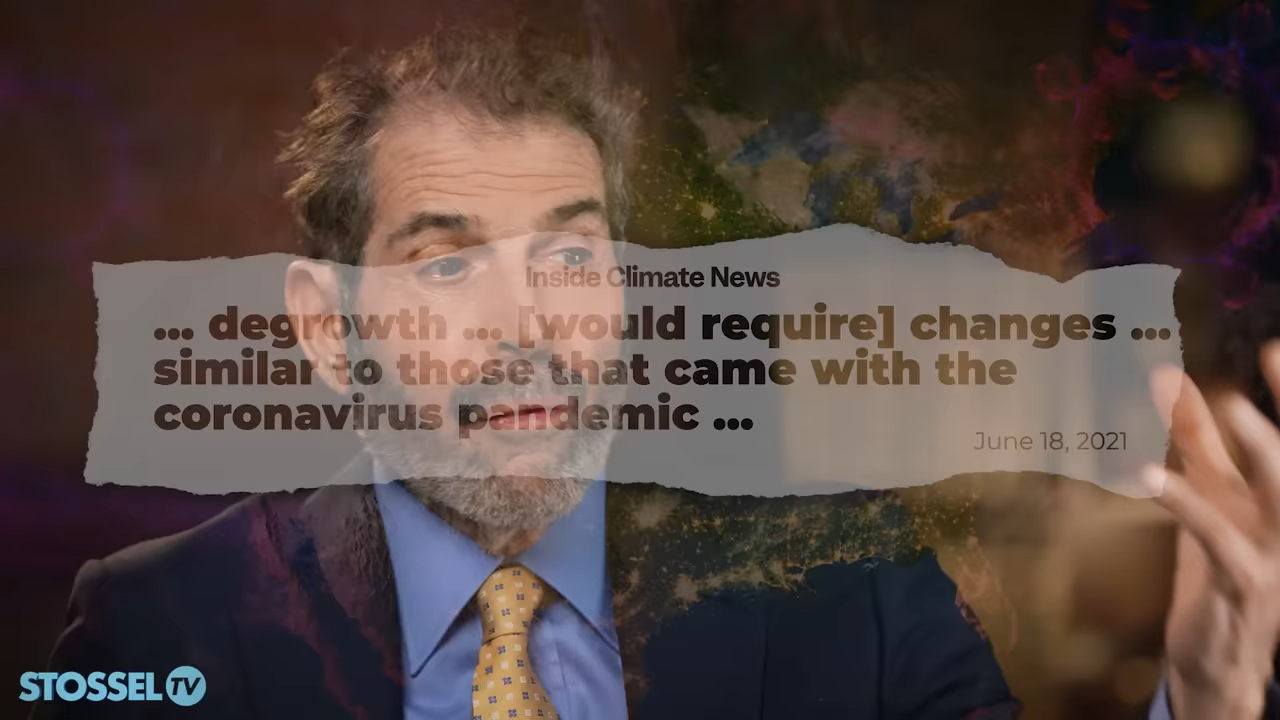 Inside Climate News
... degrowth ... [would require] changes ...
similar to those that came with the
coronavirus pandemic ...
June 18, 2021
STOSSEL TV